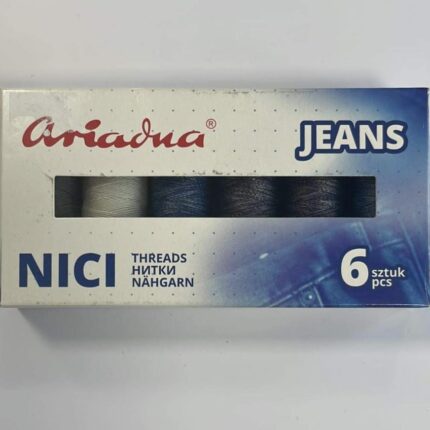 Ariadna®
JEANS
NICI
THREADS
НИТКИ
NÄHGARN
6 sztuk
pcs